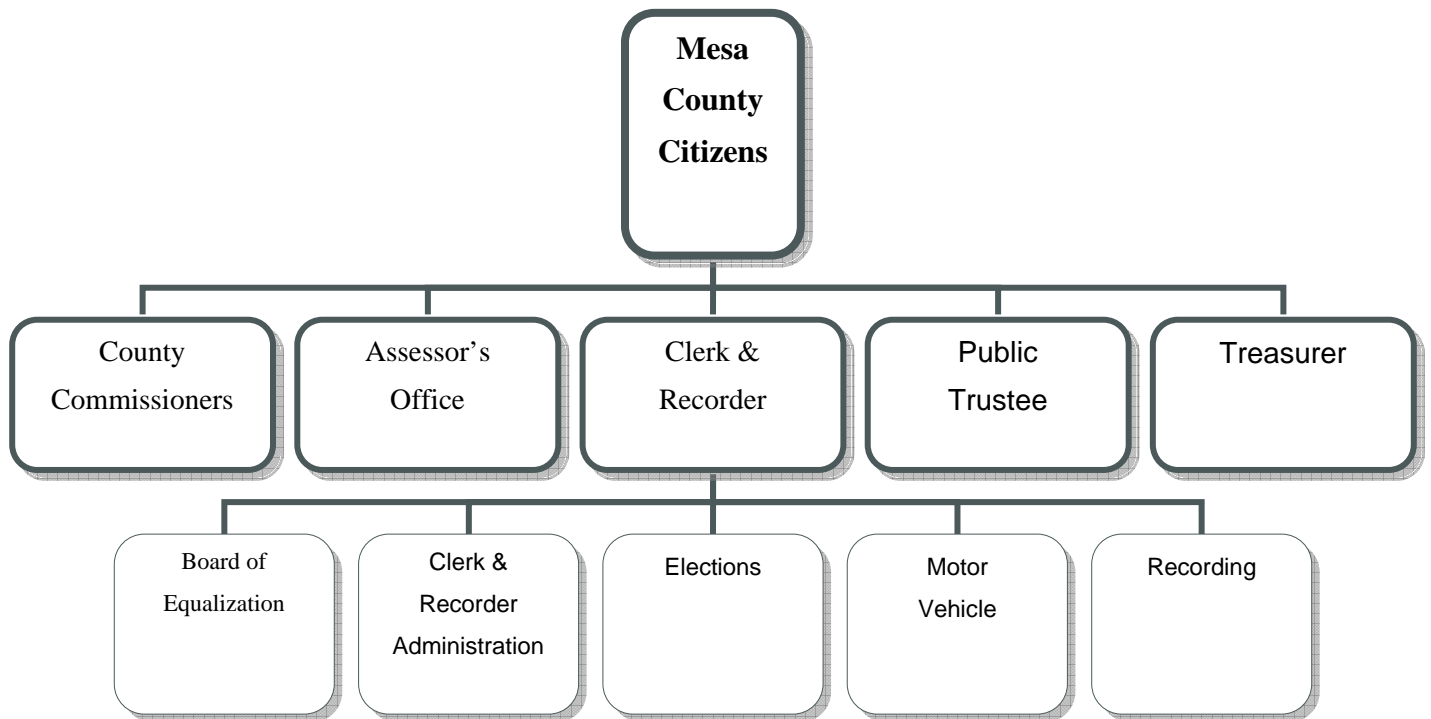 Mesa
County
Citizens
County
Commissioners
Assessor’s
Office
Clerk &
Recorder
Public
Trustee
Treasurer
Board of
Equalization
Clerk &
Recorder
Administration
Elections
Motor
Vehicle
Recording